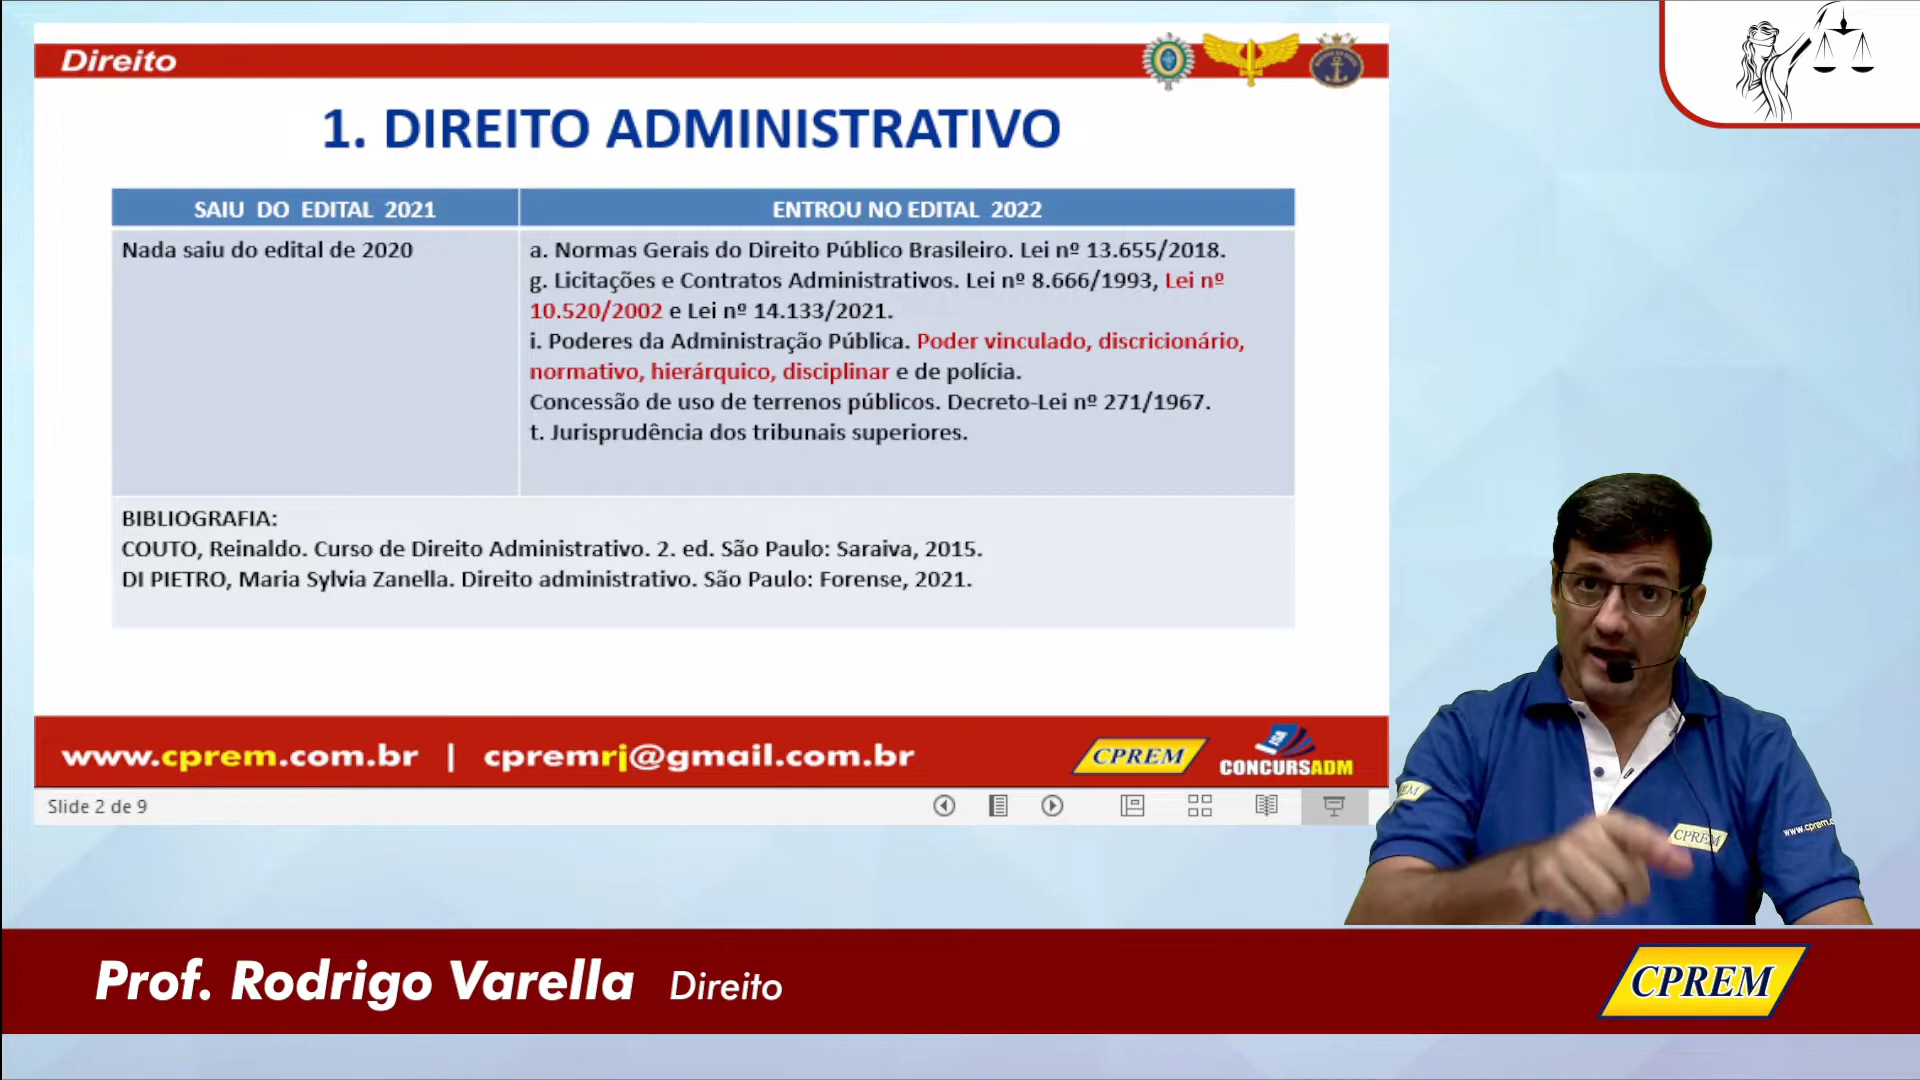 Direito
1. DIREITO ADMINISTRATIVO
SAIU DO EDITAL 2021
ENTROU NO EDITAL 2022
Nada saiu do edital de 2020
a. Normas Gerais do Direito Público Brasileiro. Lei nº 13.655/2018.
g. Licitações e Contratos Administrativos. Lei nº 8.666/1993, Lei nº
10.520/2002 e Lei nº 14.133/2021.
i. Poderes da Administração Pública. Poder vinculado, discricionário,
normativo, hierárquico, disciplinar e de polícia.
Concessão de uso de terrenos públicos. Decreto-Lei nº 271/1967.
t. Jurisprudência dos tribunais superiores.
BIBLIOGRAFIA:
COUTO, Reinaldo. Curso de Direito Administrativo. 2. ed. São Paulo: Saraiva, 2015.
DI PIETRO, Maria Sylvia Zanella. Direito administrativo. São Paulo: Forense, 2021.
www.cprem.com.br | cpremrj@gmail.com.br
CPREM
CONCURSADM
Slide 2 de 9
CPREM
www.cprem.c
Prof. Rodrigo Varella Direito
CPREM